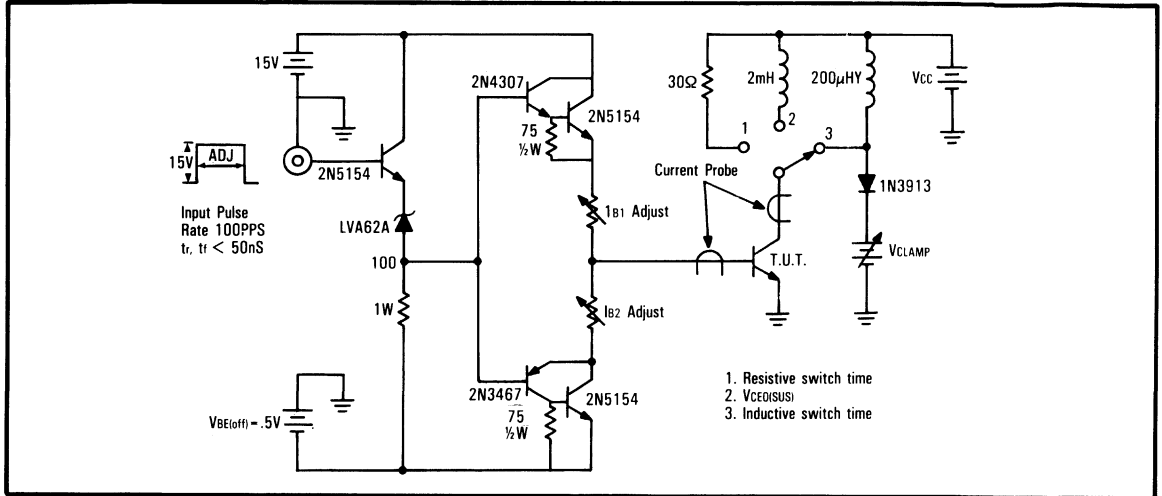 15V
15V
ADJ
Input Pulse
Rate 100PPS
tr, tf < 50nS
2N5154
LVA62A
100
1W
VBE(off) = .5V
2N4307
2N5154
75
½W
IB1 Adjust
IB2 Adjust
2N3467
2N5154
75
½W
Current Probe
T.U.T.
30Ω
2mH
200µHY
VCC
1
2
3
1N3913
VCLAMP
1. Resistive switch time
2. VCEO(SUS)
3. Inductive switch time